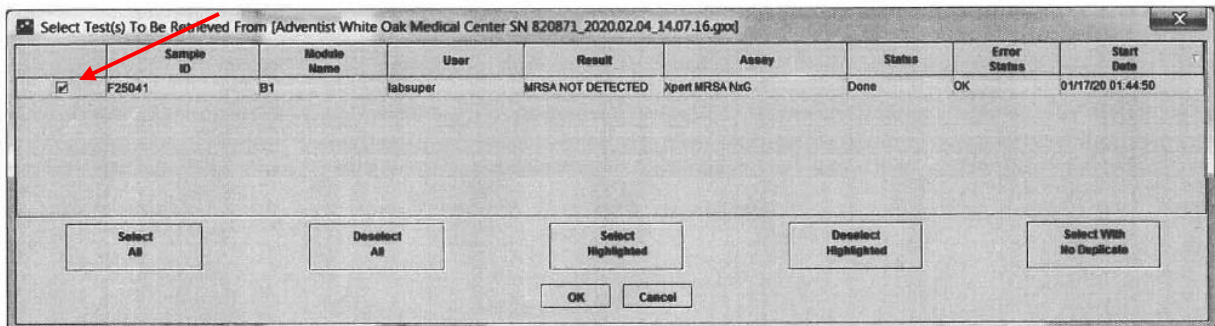 Select Test(s) To Be Retrieved From [Adventist White Oak Medical Center SN 820871_2020.02.04_14.07.16.gxx]
X
Sample ID Module Name User Result Assay Status Error Status Start Date
F25041 B1 labsuper MRSA NOT DETECTED Xpert MRSA NxG Done OK 01/17/20 01:44:50
Select All Deselect All Select Highlighted Deselect Highlighted Select With No Duplicate
OK Cancel